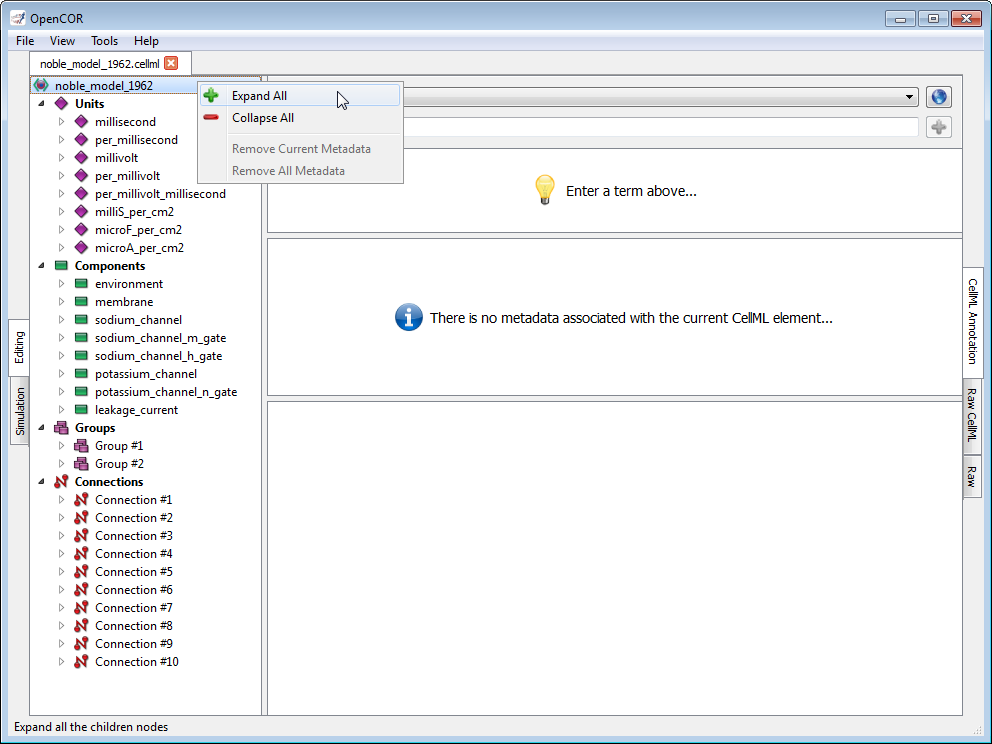 OpenCOR
File View Tools Help
noble_model_1962.cellml
noble_model_1962
Expand All
Collapse All
Remove Current Metadata
Remove All Metadata
Units
millisecond
per_millisecond
millivolt
per_millivolt
per_millivolt_millisecond
milliS_per_cm2
microF_per_cm2
microA_per_cm2
Components
environment
membrane
sodium_channel
sodium_channel_m_gate
sodium_channel_h_gate
potassium_channel
potassium_channel_n_gate
leakage_current
Groups
Group #1
Group #2
Connections
Connection #1
Connection #2
Connection #3
Connection #4
Connection #5
Connection #6
Connection #7
Connection #8
Connection #9
Connection #10
Editing
Simulation
Enter a term above...
There is no metadata associated with the current CellML element...
CellML Annotation
Raw CellML
Raw
Expand all the children nodes